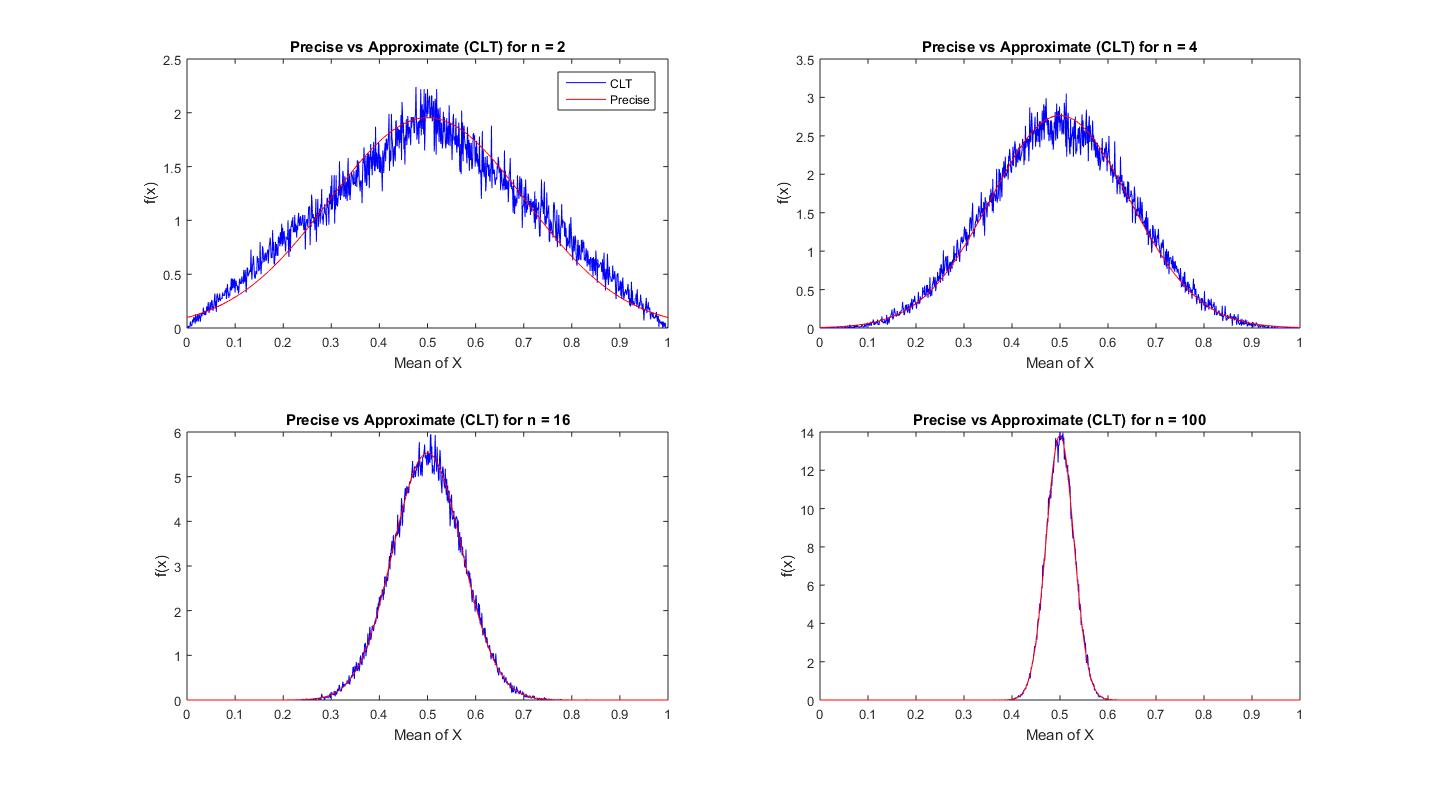 Precise vs Approximate (CLT) for n = 2
2.5
2
1.5
1
0.5
0
f(x)
CLT
Precise
0 0.1 0.2 0.3 0.4 0.5 0.6 0.7 0.8 0.9 1
Mean of X
Precise vs Approximate (CLT) for n = 4
3.5
3
2.5
2
1.5
1
0.5
0
f(x)
0 0.1 0.2 0.3 0.4 0.5 0.6 0.7 0.8 0.9 1
Mean of X
Precise vs Approximate (CLT) for n = 16
6
5
4
3
2
1
0
f(x)
0 0.1 0.2 0.3 0.4 0.5 0.6 0.7 0.8 0.9 1
Mean of X
Precise vs Approximate (CLT) for n = 100
14
12
10
8
6
4
2
0
f(x)
0 0.1 0.2 0.3 0.4 0.5 0.6 0.7 0.8 0.9 1
Mean of X